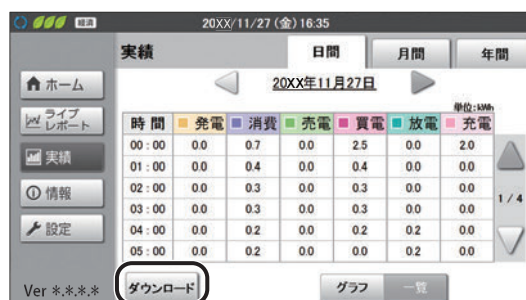 経済 20XX/11/27 (金) 16:35
実績 日間 月間 年間
ホーム
20XX年11月27日
単位:kWh
ライブ
レポート
実績
情報
設定
時間 発電 消費 売電 買電 放電 充電
00:00 0.0 0.7 0.0 2.5 0.0 2.0
01:00 0.0 0.4 0.0 0.4 0.0 0.0
02:00 0.0 0.3 0.0 0.3 0.0 0.0
03:00 0.0 0.3 0.0 0.3 0.0 0.0
04:00 0.0 0.2 0.0 0.2 0.2 0.0
05:00 0.0 0.2 0.0 0.0 0.2 0.0
1/4
Ver *.*.*.*
ダウンロード グラフ 一覧